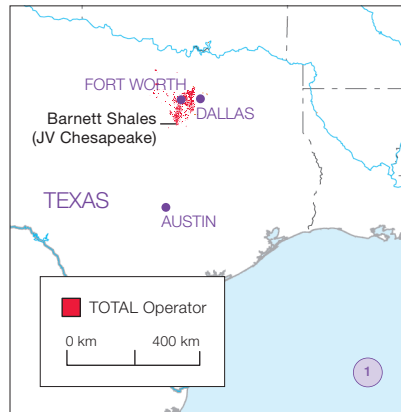 FORT WORTH
DALLAS
Barnett Shales
(JV Chesapeake)
TEXAS
AUSTIN
TOTAL Operator
0 km 400 km
1